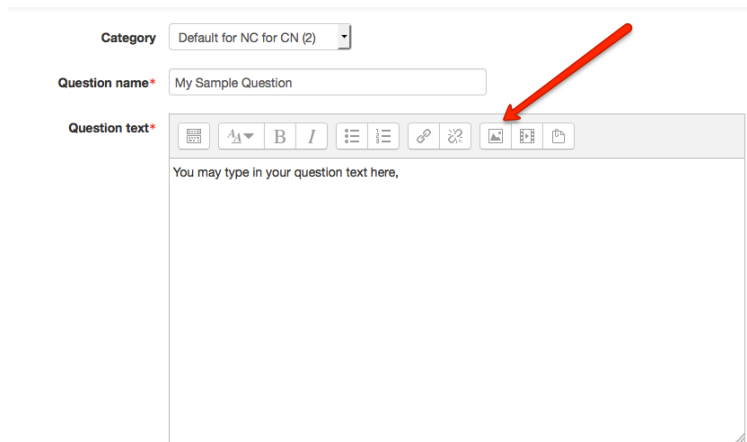 Category Default for NC for CN (2)
Question name* My Sample Question
Question text*
B I
You may type in your question text here,